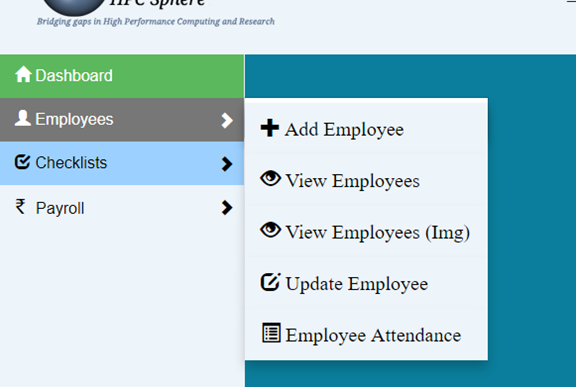 HPC Sphere
Bridging gaps in High Performance Computing and Research
Dashboard
Employees
Checklists
₹ Payroll
Add Employee
View Employees
View Employees (Img)
Update Employee
Employee Attendance